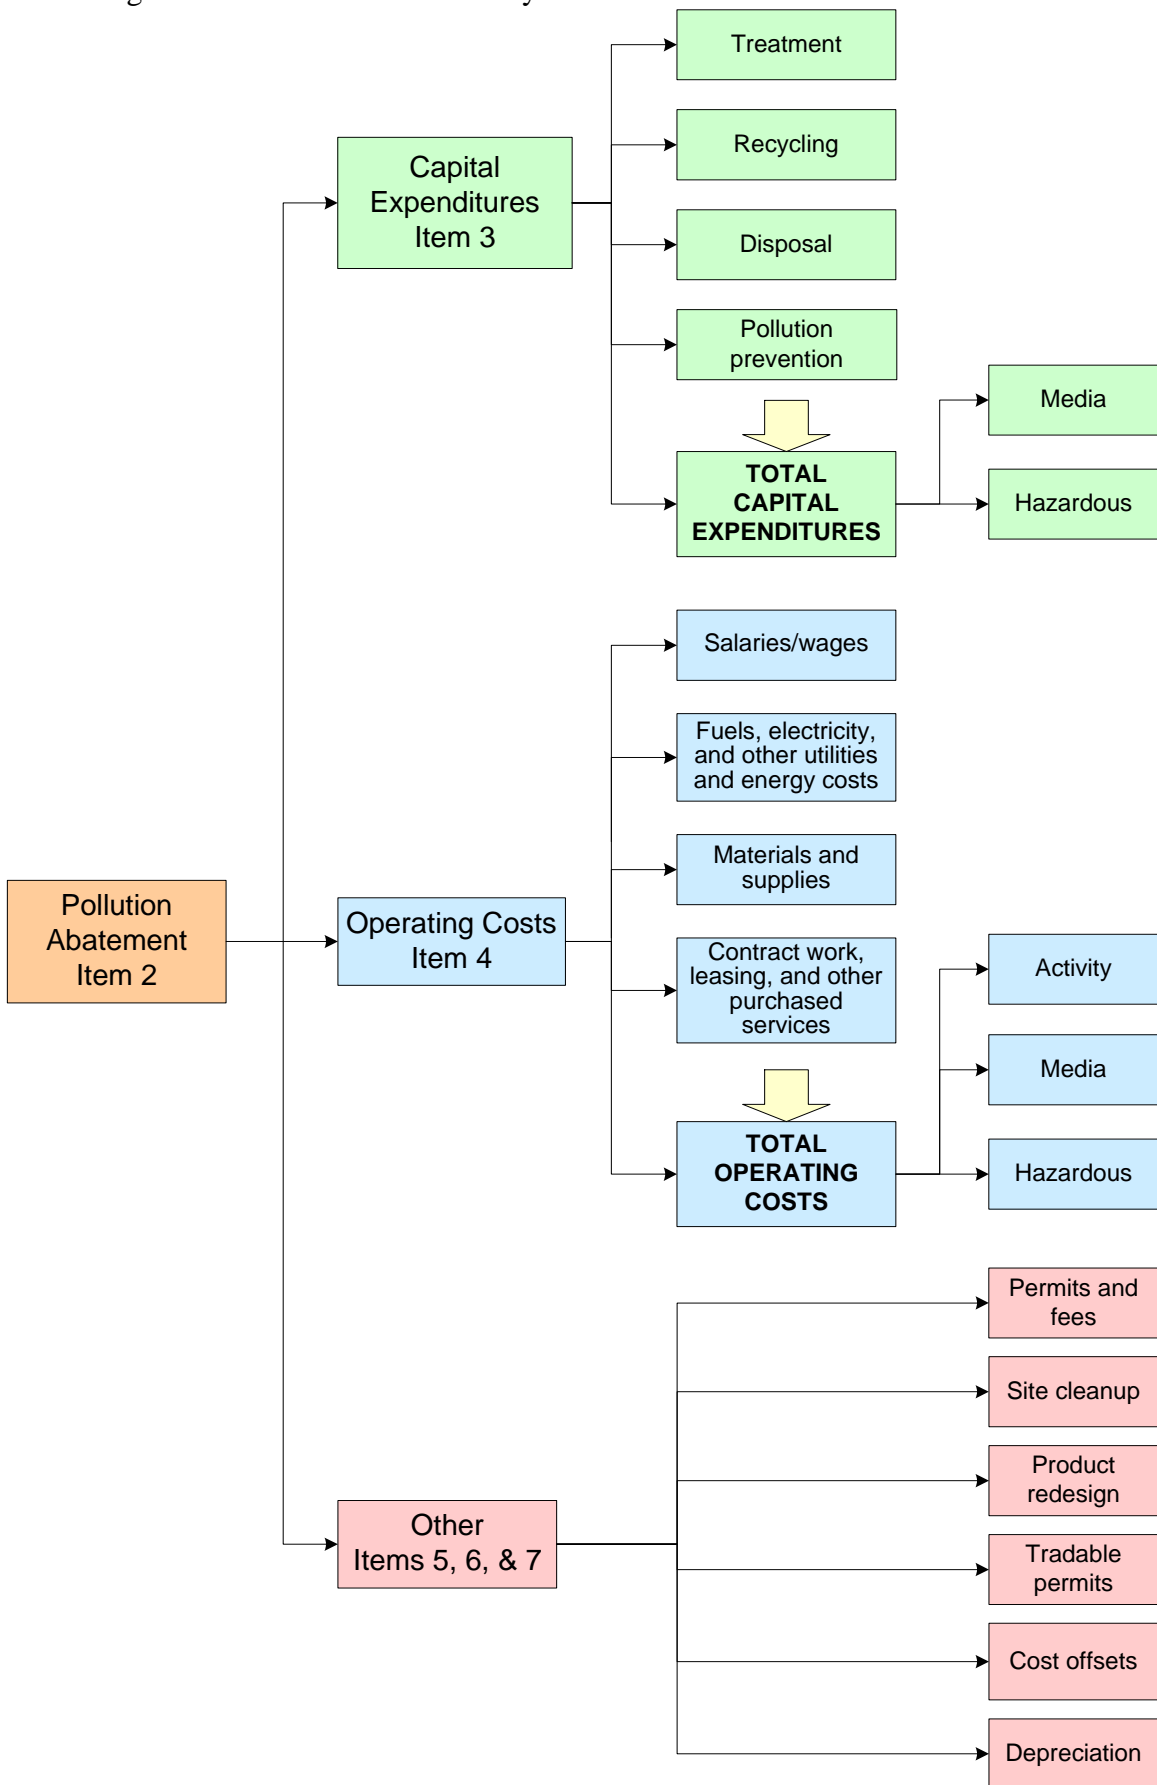 Treatment
Recycling
Capital
Expenditures
Item 3
Disposal
Pollution
prevention
Media
TOTAL
CAPITAL
EXPENDITURES
Hazardous
Salaries/wages
Fuels, electricity,
and other utilities
and energy costs
Materials and
supplies
Pollution
Abatement
Item 2
Operating Costs
Item 4
Contract work,
leasing, and other
purchased
services
Activity
Media
TOTAL
OPERATING
COSTS
Hazardous
Permits and
fees
Site cleanup
Product
redesign
Other
Items 5, 6, & 7
Tradable
permits
Cost offsets
Depreciation